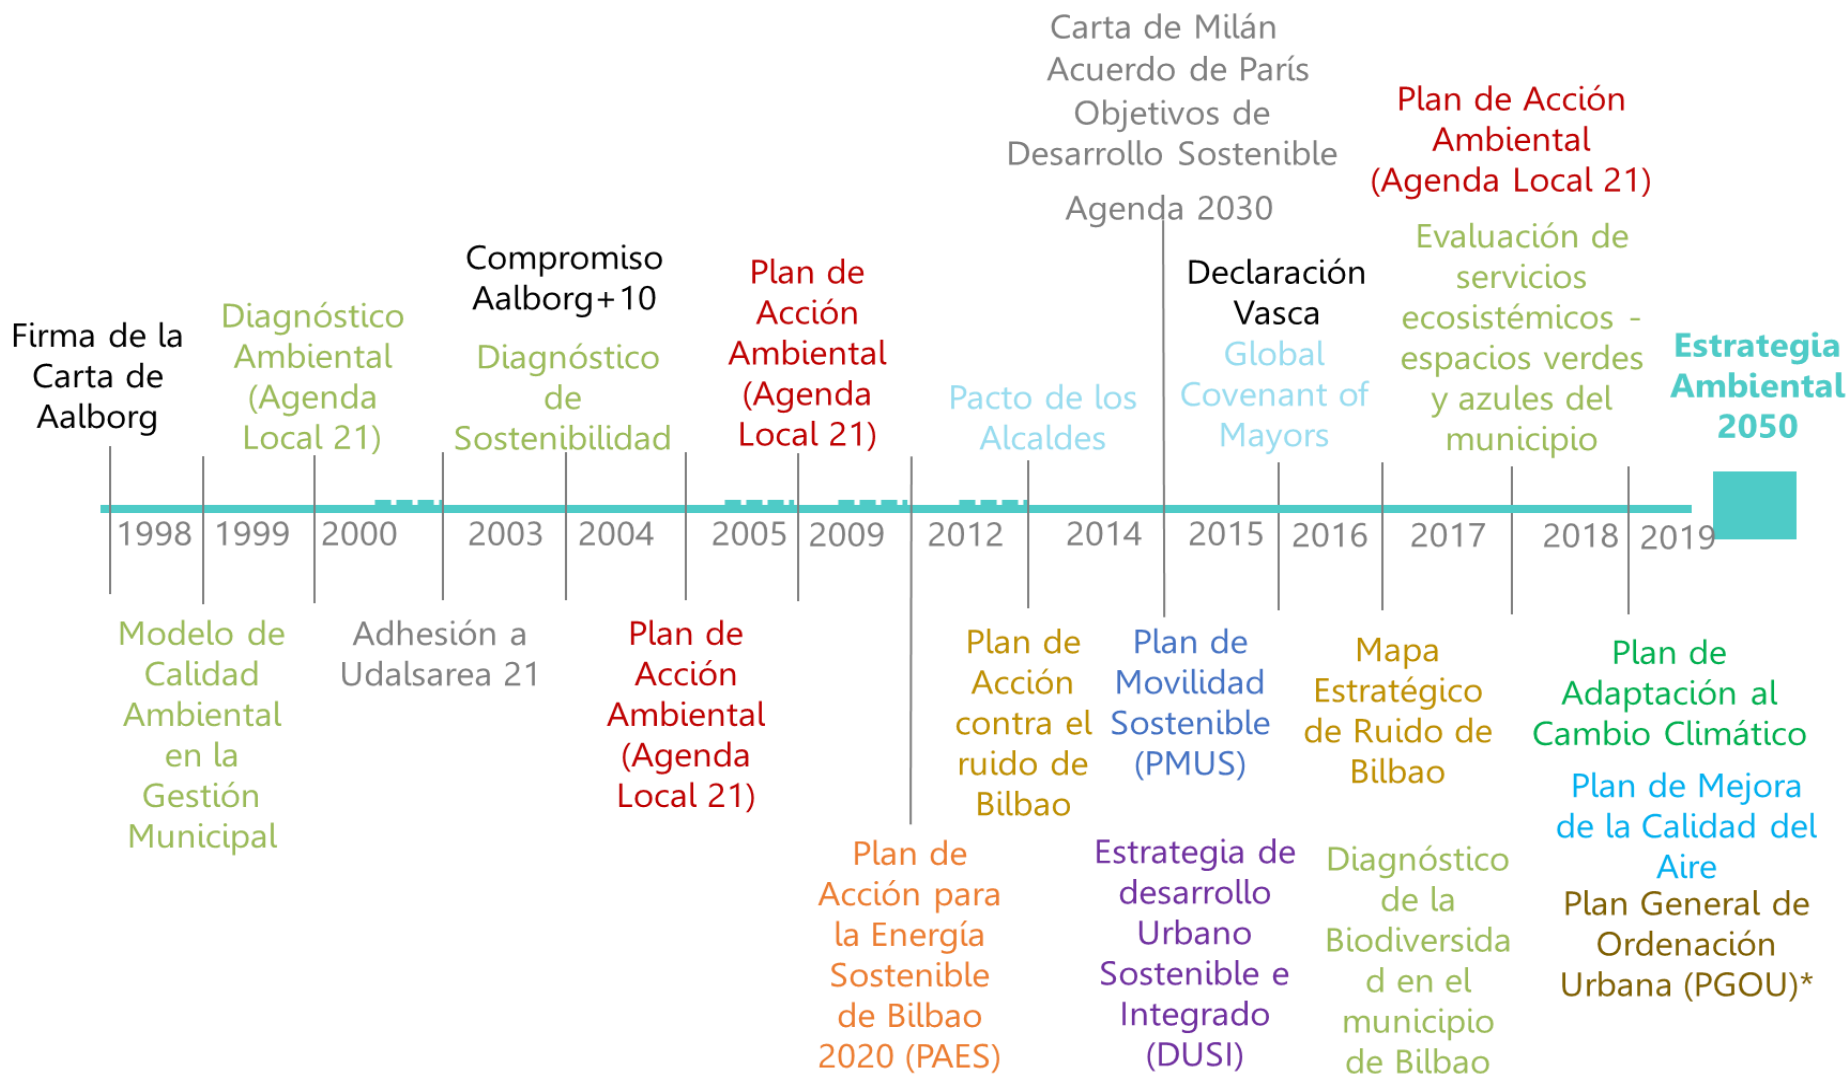 Carta de Milán
Acuerdo de París
Objetivos de
Desarrollo Sostenible
Agenda 2030
Plan de Acción
Ambiental
(Agenda Local 21)
Firma de la
Carta de
Aalborg
Diagnóstico
Ambiental
(Agenda
Local 21)
Compromiso
Aalborg+10
Diagnóstico
de
Sostenibilidad
Plan de
Acción
Ambiental
(Agenda
Local 21)
Pacto de los
Alcaldes
Declaración
Vasca
Global
Covenant of
Mayors
Evaluación de
servicios
ecosistémicos -
espacios verdes
y azules del
municipio
Estrategia
Ambiental
2050
1998 1999 2000 2003 2004 2005 2009 2012 2014 2015 2016 2017 2018 2019
Modelo de
Calidad
Ambiental
en la
Gestión
Municipal
Adhesión a
Udalsarea 21
Plan de
Acción
Ambiental
(Agenda
Local 21)
Plan de
Acción para
la Energía
Sostenible
de Bilbao
2020 (PAES)
Plan de
Acción
contra el
ruido de
Bilbao
Plan de
Movilidad
Sostenible
(PMUS)
Estrategia de
desarrollo
Urbano
Sostenible e
Integrado
(DUSI)
Mapa
Estratégico
de Ruido de
Bilbao
Diagnóstico
de la
Biodiversida
d en el
municipio
de Bilbao
Plan de
Adaptación al
Cambio Climático
Plan de Mejora
de la Calidad del
Aire
Plan General de
Ordenación
Urbana (PGOU)*